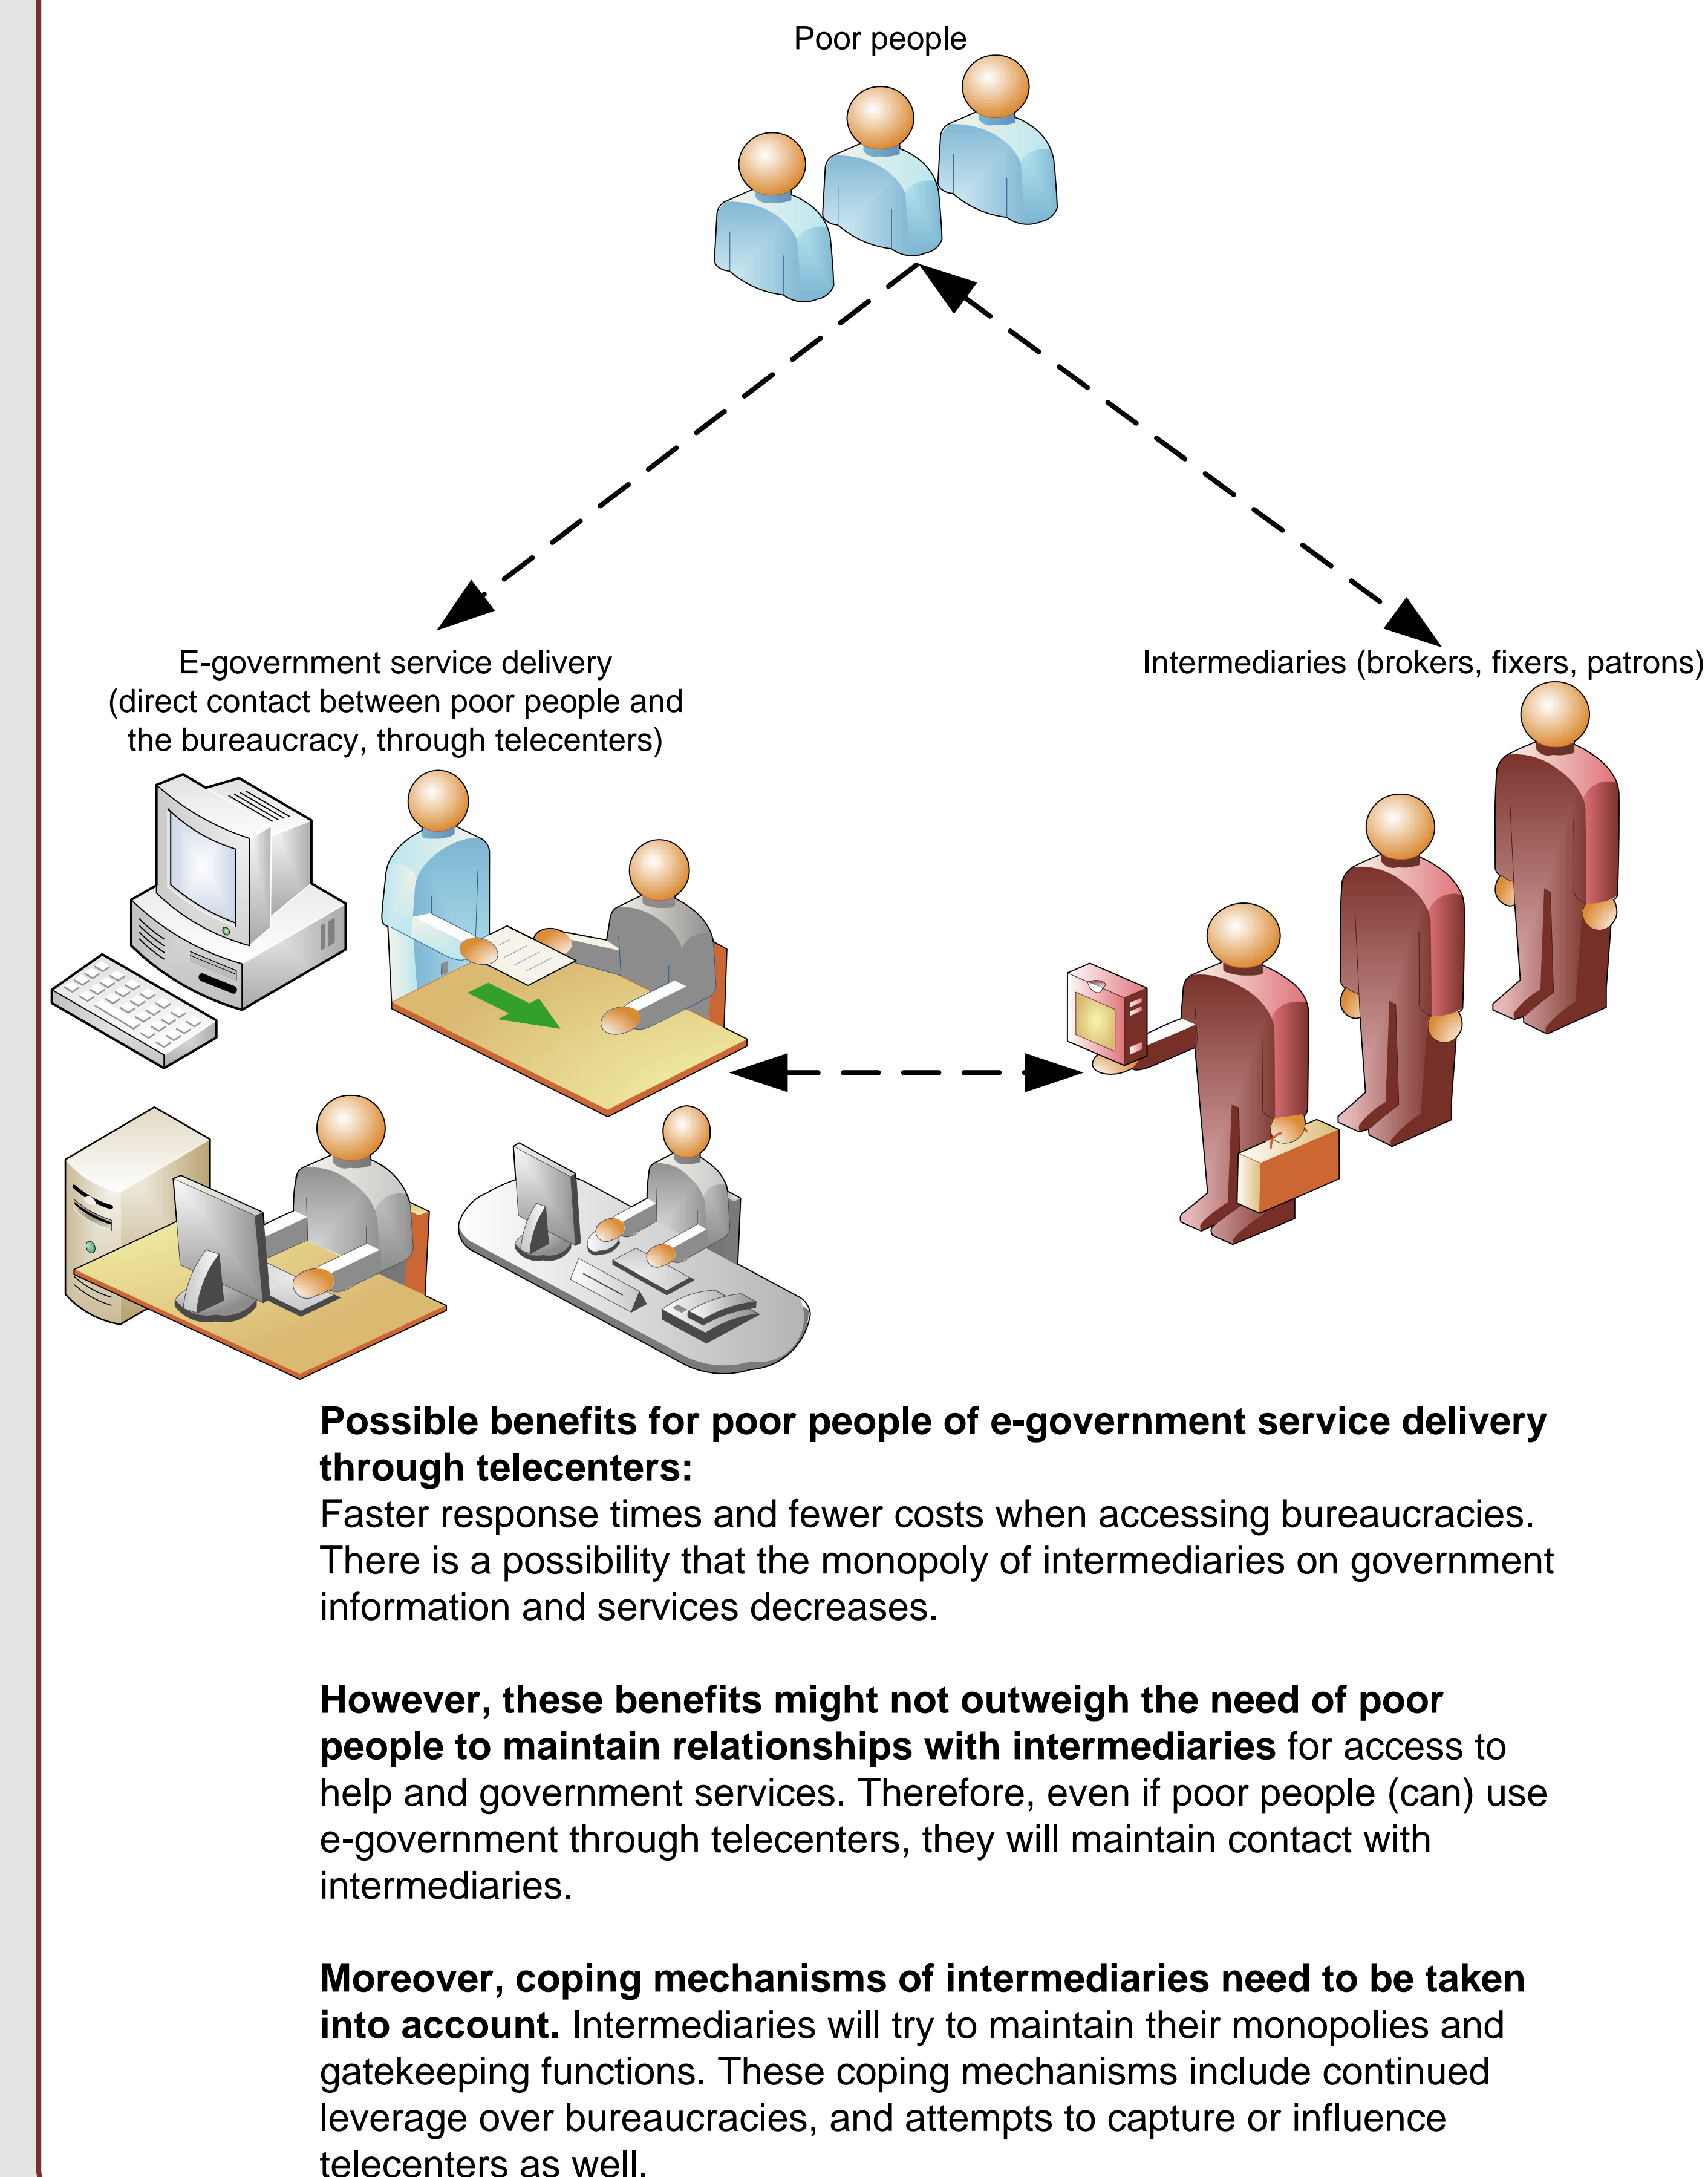 Poor people
E-government service delivery
(direct contact between poor people and
the bureaucracy, through telecenters)
Intermediaries (brokers, fixers, patrons)
Possible benefits for poor people of e-government service delivery
through telecenters:
Faster response times and fewer costs when accessing bureaucracies.
There is a possibility that the monopoly of intermediaries on government
information and services decreases.
However, these benefits might not outweigh the need of poor
people to maintain relationships with intermediaries for access to
help and government services. Therefore, even if poor people (can) use
e-government through telecenters, they will maintain contact with
intermediaries.
Moreover, coping mechanisms of intermediaries need to be taken
into account. Intermediaries will try to maintain their monopolies and
gatekeeping functions. These coping mechanisms include continued
leverage over bureaucracies, and attempts to capture or influence
telecenters as well.